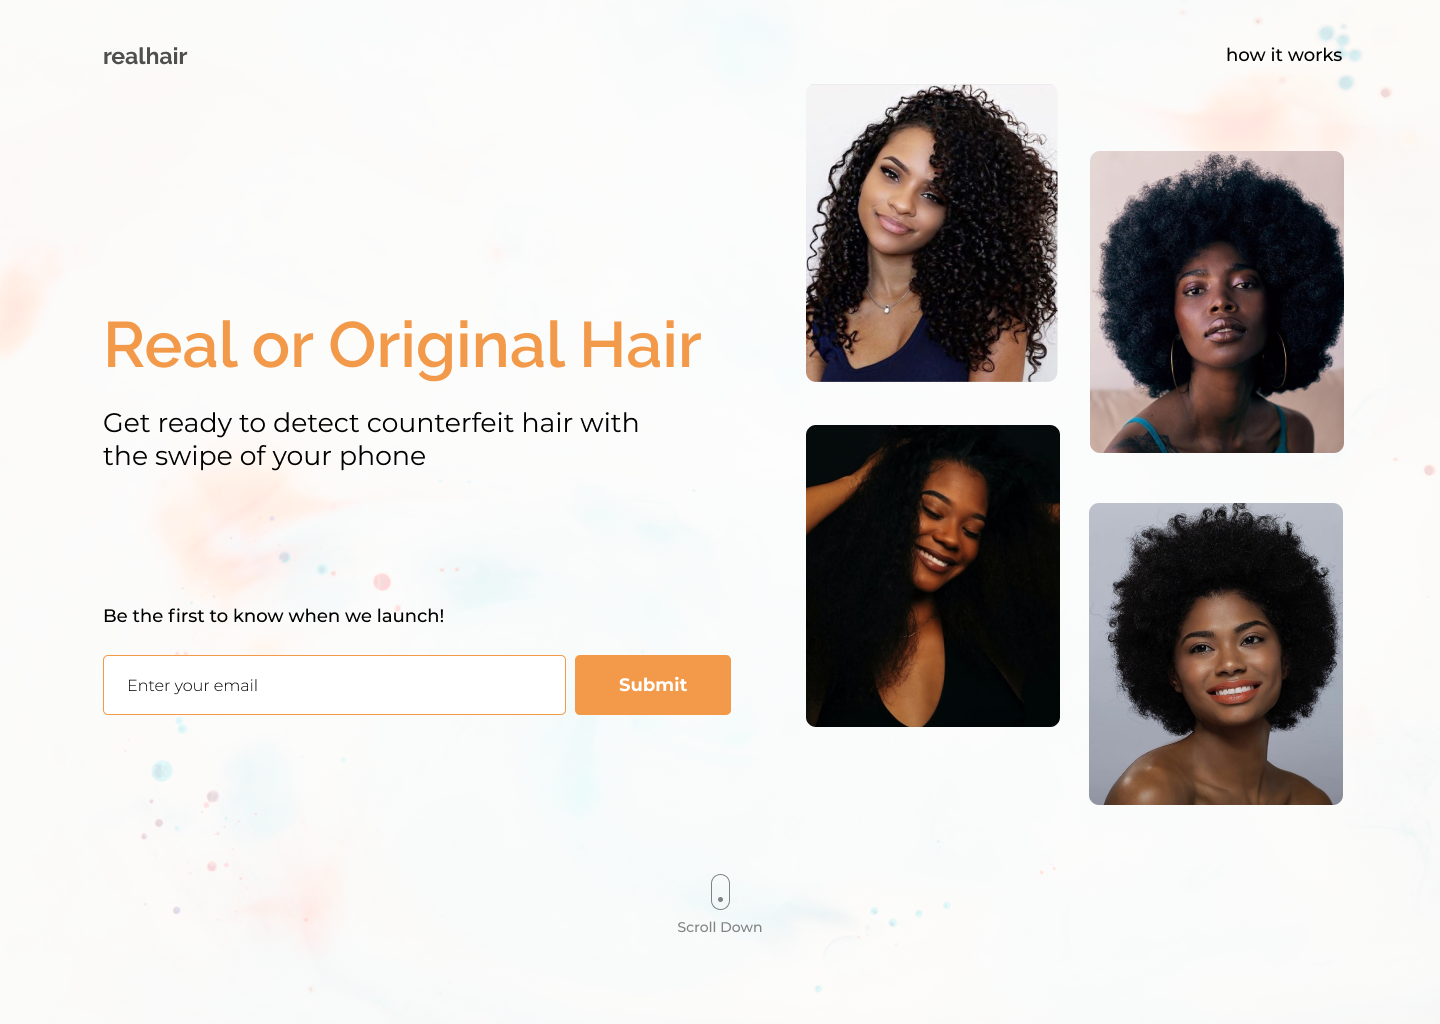 realhair
how it works
Real or Original Hair
Get ready to detect counterfeit hair with
the swipe of your phone
Be the first to know when we launch!
Enter your email
Submit
Scroll Down